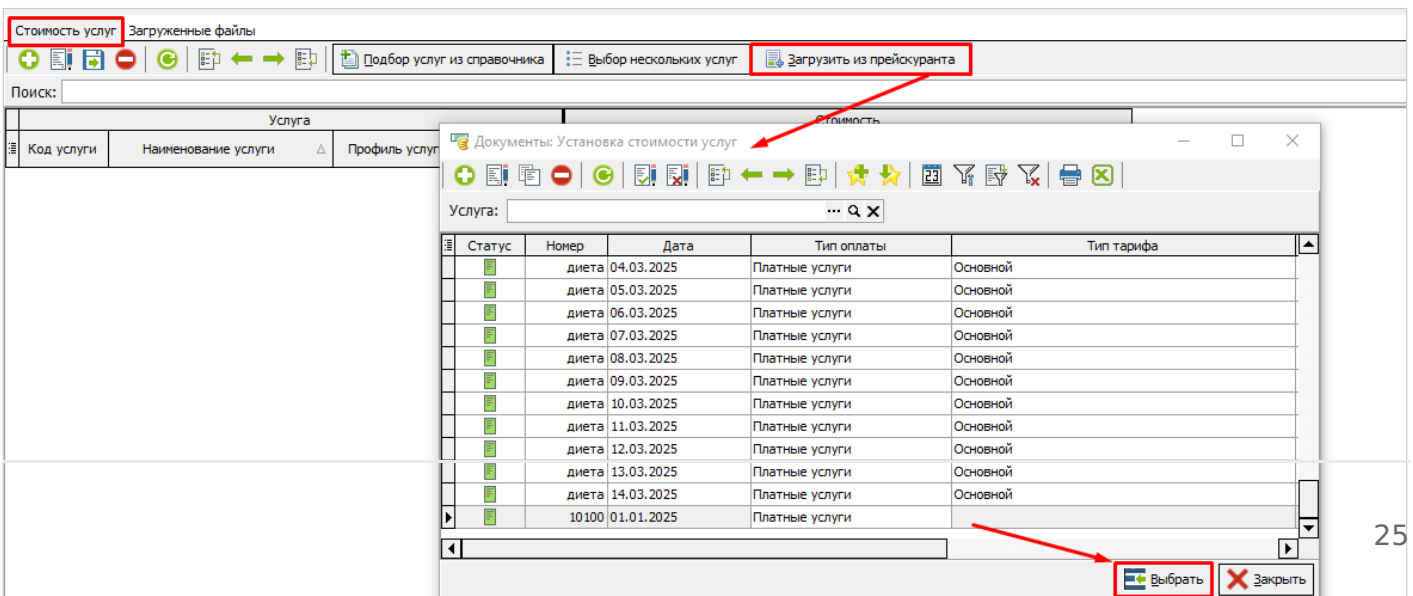 Стоимость услуг Загруженные файлы
Подбор услуг из справочника Выбор нескольких услуг Загрузить из прейскуранта
Поиск:
Услуга Стоимость
Код услуги Наименование услуги Профиль услуг
Документы: Установка стоимости услуг
23
Услуга:
Статус Номер Дата Тип оплаты Тип тарифа
диета 04.03.2025 Платные услуги Основной
диета 05.03.2025 Платные услуги Основной
диета 06.03.2025 Платные услуги Основной
диета 07.03.2025 Платные услуги Основной
диета 08.03.2025 Платные услуги Основной
диета 09.03.2025 Платные услуги Основной
диета 10.03.2025 Платные услуги Основной
диета 11.03.2025 Платные услуги Основной
диета 12.03.2025 Платные услуги Основной
диета 13.03.2025 Платные услуги Основной
диета 14.03.2025 Платные услуги Основной
10100 01.01.2025 Платные услуги
25
Выбрать Закрыть